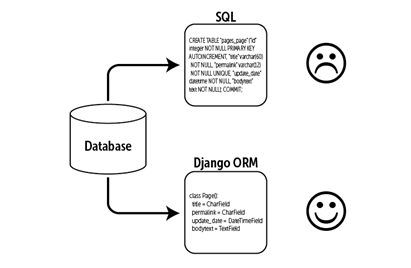 SQL
CREATE TABLE "pages_page" ("id"
integer NOT NULL PRIMARY KEY
AUTOINCREMENT, "title" varchar(60)
NOT NULL, "permalink" varchar(12)
NOT NULL UNIQUE, "update_date"
datetime NOT NULL, "bodytext"
text NOT NULL); COMMIT;
Database
Django ORM
class Page():
title = CharField
permalink = CharField
update_date = DateTimeField
bodytext = TextField